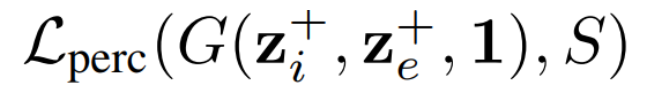 ℒ_perc(G(𝐳_i^+, 𝐳_e^+, 𝟏), S)